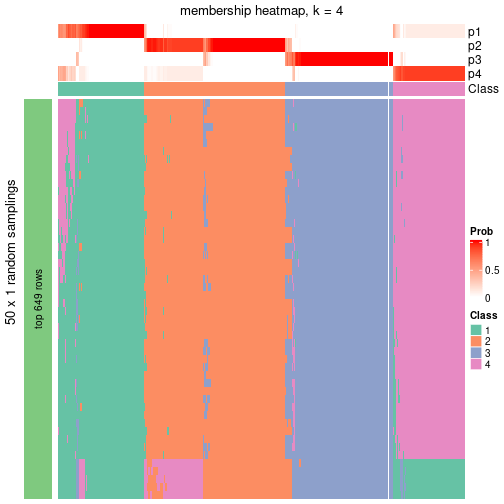 membership heatmap, k = 4
p1
p2
p3
p4
Class
50 x 1 random samplings
top 649 rows
Prob
1
0.5
0
Class
1
2
3
4